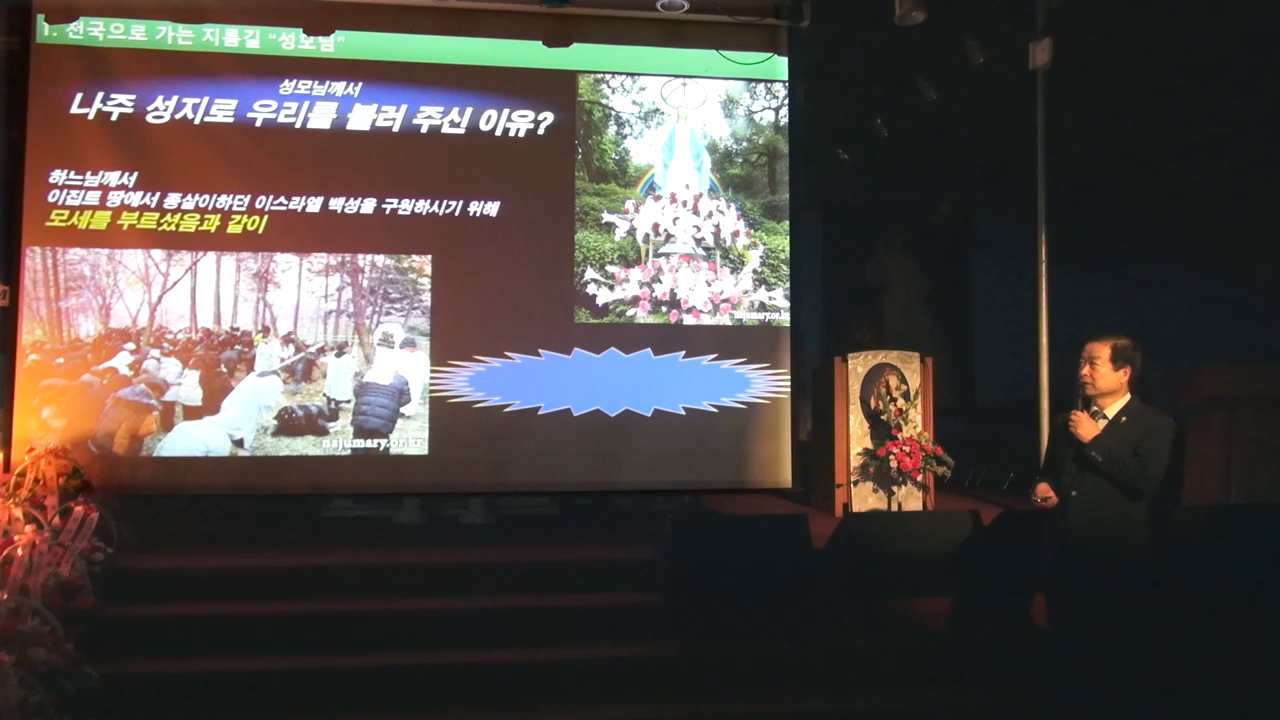 1. 천국으로 가는 지름길 “성모님”
성모님께서
나주 성지로 우리를 불러 주신 이유?
하느님께서
이집트 땅에서 종살이하던 이스라엘 백성을 구원하시기 위해
모세를 부르셨음과 같이
najumary.or.kr
najumary.or.kr